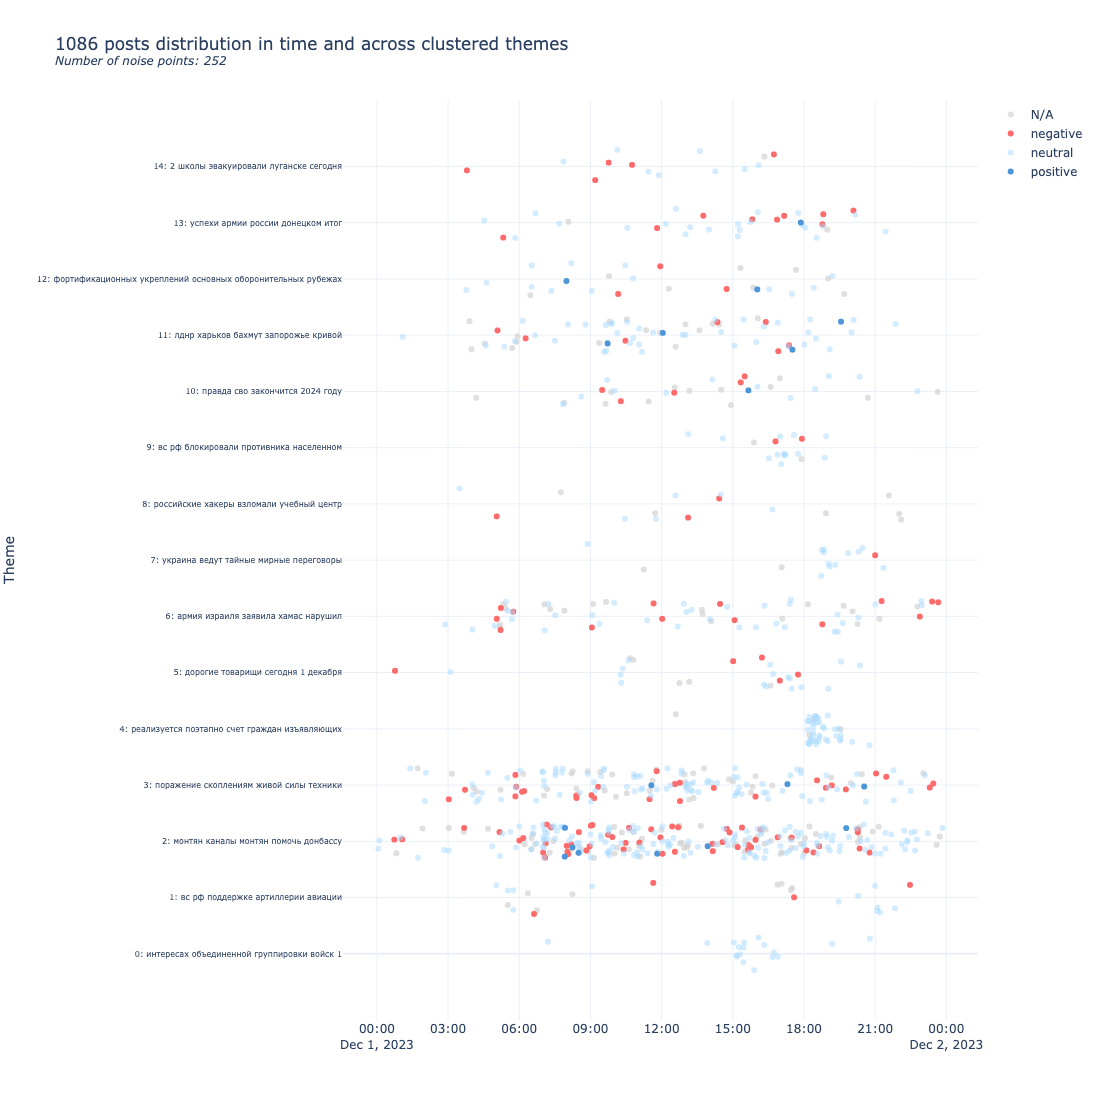 1086 posts distribution in time and across clustered themes
Number of noise points: 252
N/A
negative
neutral
positive
14: 2 школы эвакуировали луганске сегодня
13: успехи армии россии донецком итог
12: фортификационных укреплений основных оборонительных рубежах
11: лднр харьков бахмут запорожье кривой
10: правда сво закончится 2024 году
9: вс рф блокировали противника населенном
8: российские хакеры взломали учебный центр
7: украина ведут тайные мирные переговоры
6: армия израиля заявила хамас нарушил
5: дорогие товарищи сегодня 1 декабря
4: реализуется поэтапно счет граждан изъявляющих
3: поражение скоплениям живой силы техники
2: монтян каналы монтян помочь донбассу
1: вс рф поддержке артиллерии авиации
0: интересах объединенной группировки войск 1
Theme
00:00 03:00 06:00 09:00 12:00 15:00 18:00 21:00 00:00
Dec 1, 2023 Dec 2, 2023